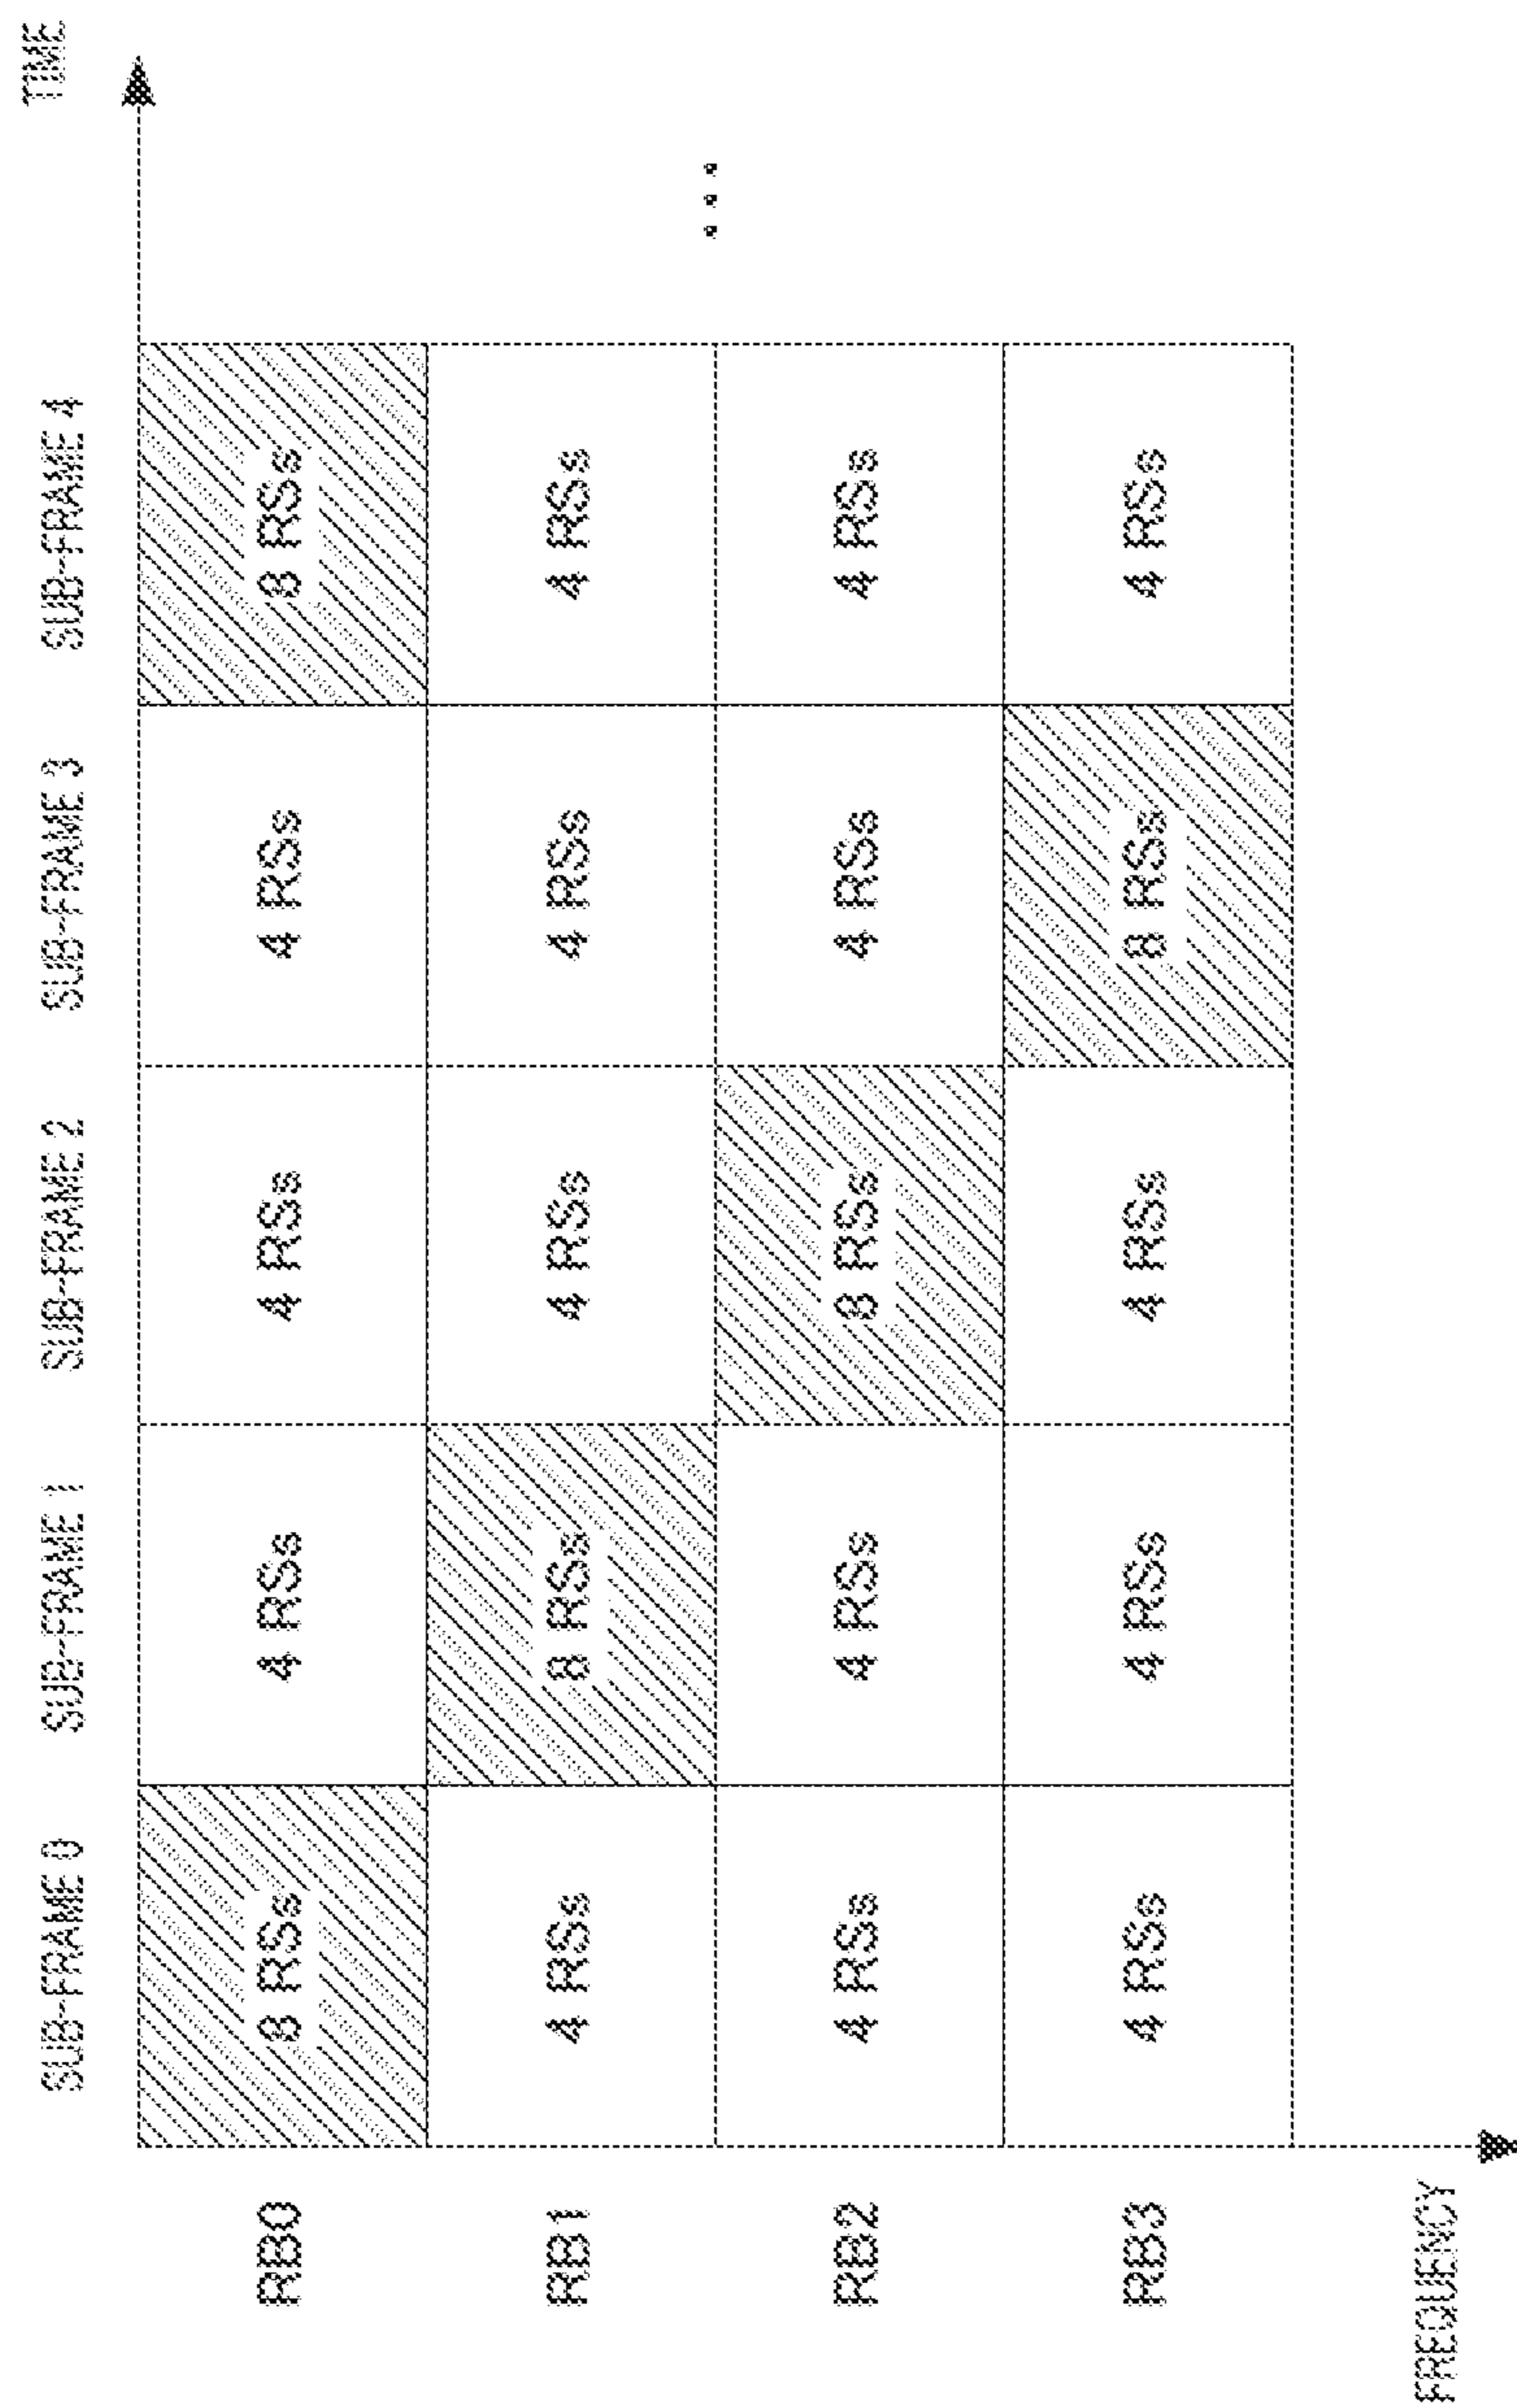 TIME
SUB-FRAME 0 SUB-FRAME 1 SUB-FRAME 2 SUB-FRAME 3 SUB-FRAME 4
RB0 8 RSs 4 RSs 4 RSs 4 RSs 8 RSs
RB1 4 RSs 8 RSs 4 RSs 4 RSs 4 RSs
...
RB2 4 RSs 4 RSs 8 RSs 4 RSs 4 RSs
RB3 4 RSs 4 RSs 4 RSs 8 RSs 4 RSs
FREQUENCY